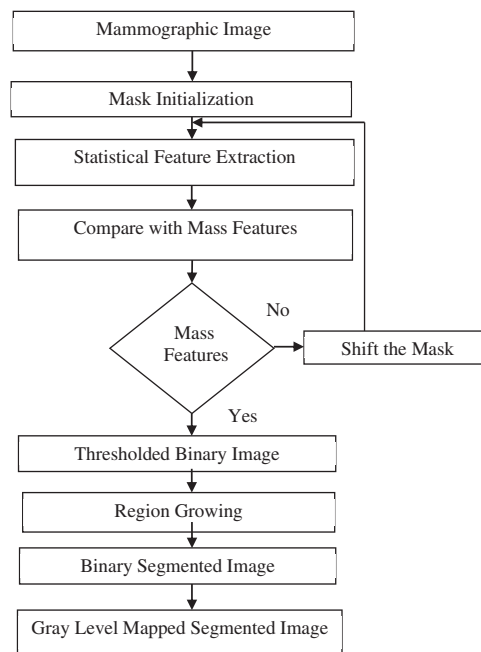 Mammographic Image
Mask Initialization
Statistical Feature Extraction
Compare with Mass Features
Mass
Features
No
Shift the Mask
Yes
Thresholded Binary Image
Region Growing
Binary Segmented Image
Gray Level Mapped Segmented Image